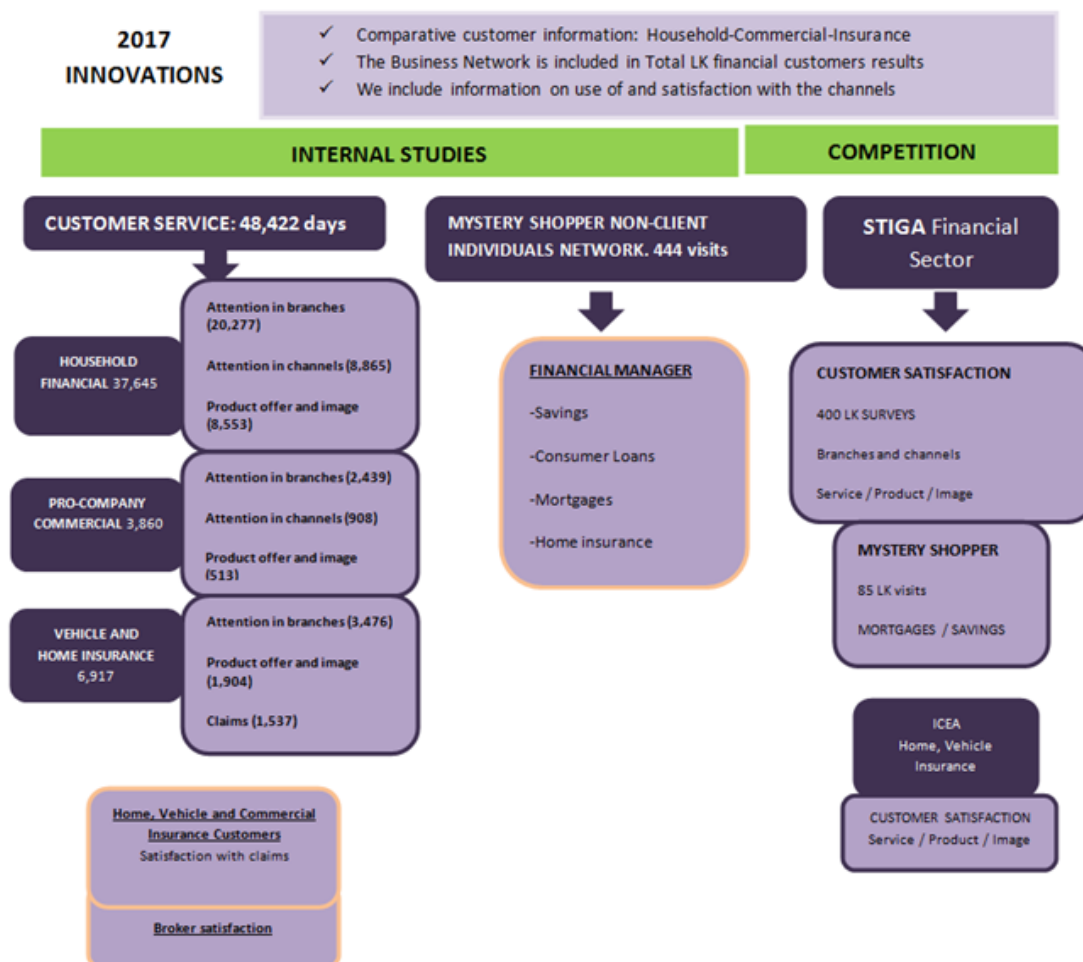 2017
INNOVATIONS
✓ Comparative customer information: Household-Commercial-Insurance
✓ The Business Network is included in Total LK financial customers results
✓ We include information on use of and satisfaction with the channels
INTERNAL STUDIES
COMPETITION
CUSTOMER SERVICE: 48,422 days
HOUSEHOLD
FINANCIAL 37,645
Attention in branches
(20,277)
Attention in channels (8,865)
Product offer and image
(8,553)
PRO-COMPANY
COMMERCIAL 3,860
Attention in branches (2,439)
Attention in channels (908)
Product offer and image
(513)
VEHICLE AND
HOME INSURANCE
6,917
Attention in branches (3,476)
Product offer and image
(1,904)
Claims (1,537)
Home, Vehicle and Commercial
Insurance Customers
Satisfaction with claims
Broker satisfaction
MYSTERY SHOPPER NON-CLIENT
INDIVIDUALS NETWORK. 444 visits
FINANCIAL MANAGER
-Savings
-Consumer Loans
-Mortgages
-Home insurance
STIGA Financial
Sector
CUSTOMER SATISFACTION
400 LK SURVEYS
Branches and channels
Service / Product / Image
MYSTERY SHOPPER
85 LK visits
MORTGAGES / SAVINGS
ICEA
Home, Vehicle
Insurance
CUSTOMER SATISFACTION
Service / Product / Image